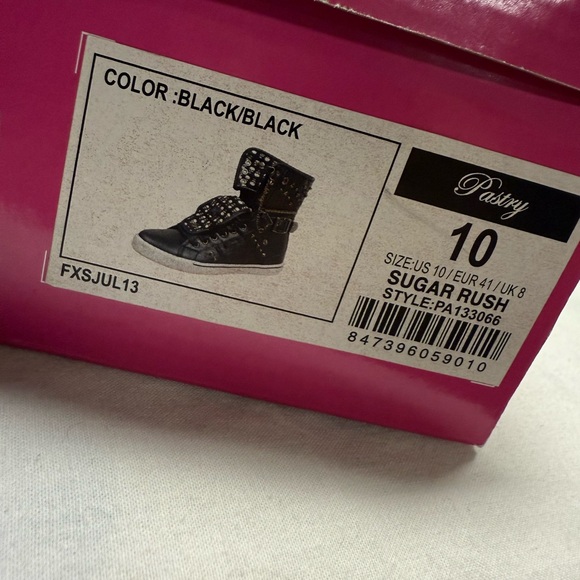 COLOR :BLACK/BLACK
FXSJUL13
Pastry
10
SIZE:US 10/EUR 41/UK 8
SUGAR RUSH
STYLE:PA133066
847396059010